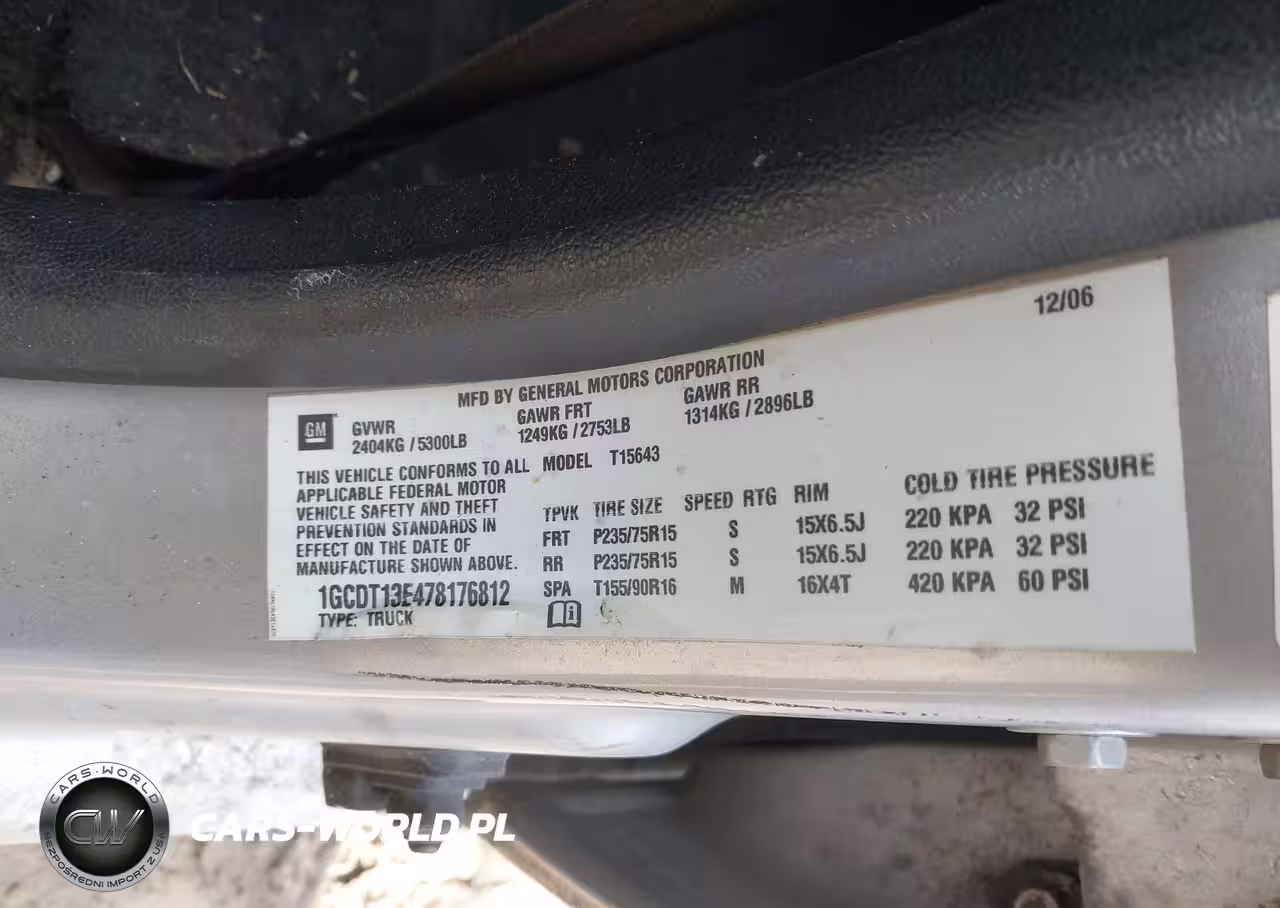 12/06
MFD BY GENERAL MOTORS CORPORATION
GM
GVWR
2404KG / 5300LB
GAWR FRT
1249KG / 2753LB
GAWR RR
1314KG / 2896LB
THIS VEHICLE CONFORMS TO ALL
APPLICABLE FEDERAL MOTOR
VEHICLE SAFETY AND THEFT
PREVENTION STANDARDS IN
EFFECT ON THE DATE OF
MANUFACTURE SHOWN ABOVE.
1GCDT13E478176812
TYPE: TRUCK
MODEL T15643
TPVK TIRE SIZE SPEED RTG RIM COLD TIRE PRESSURE
FRT P235/75R15 S 15X6.5J 220 KPA 32 PSI
RR P235/75R15 S 15X6.5J 220 KPA 32 PSI
SPA T155/90R16 M 16X4T 420 KPA 60 PSI
CARS-WORLD
CW
BEZPOŚREDNI IMPORT Z USA
CARS-WORLD.PL